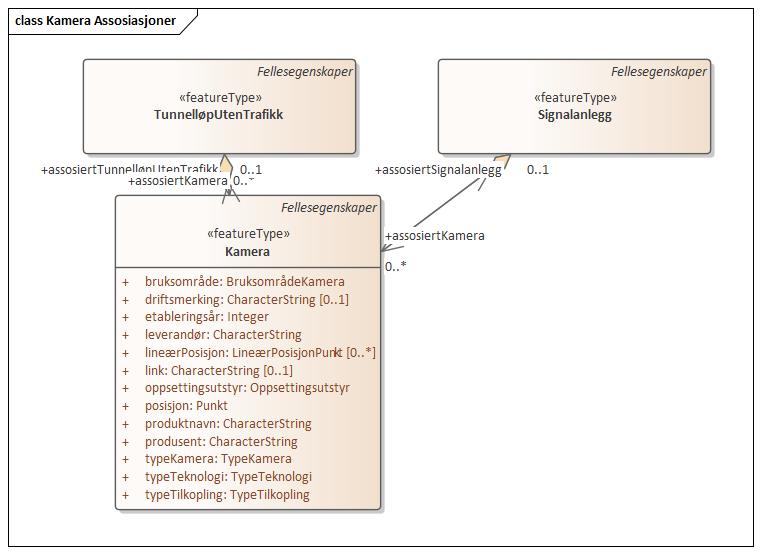 class Kamera Assosiasjoner
Fellesegenskaper
«featureType»
TunnelløpUtenTrafikk
Fellesegenskaper
«featureType»
Signalanlegg
+assosiertTunnelløpUtenTrafikk
0..1
+assosiertKamera
0..*
+assosiertSignalanlegg
0..1
+assosiertKamera
0..*
Fellesegenskaper
«featureType»
Kamera
+ bruksområde: BruksområdeKamera
+ driftsmerking: CharacterString [0..1]
+ etableringsår: Integer
+ leverandør: CharacterString
+ lineærPosisjon: LineærPosisjonPunkt [0..*]
+ link: CharacterString [0..1]
+ oppsettingsutstyr: Oppsettingsutstyr
+ posisjon: Punkt
+ produktnavn: CharacterString
+ produsent: CharacterString
+ typeKamera: TypeKamera
+ typeTeknologi: TypeTeknologi
+ typeTilkopling: TypeTilkopling